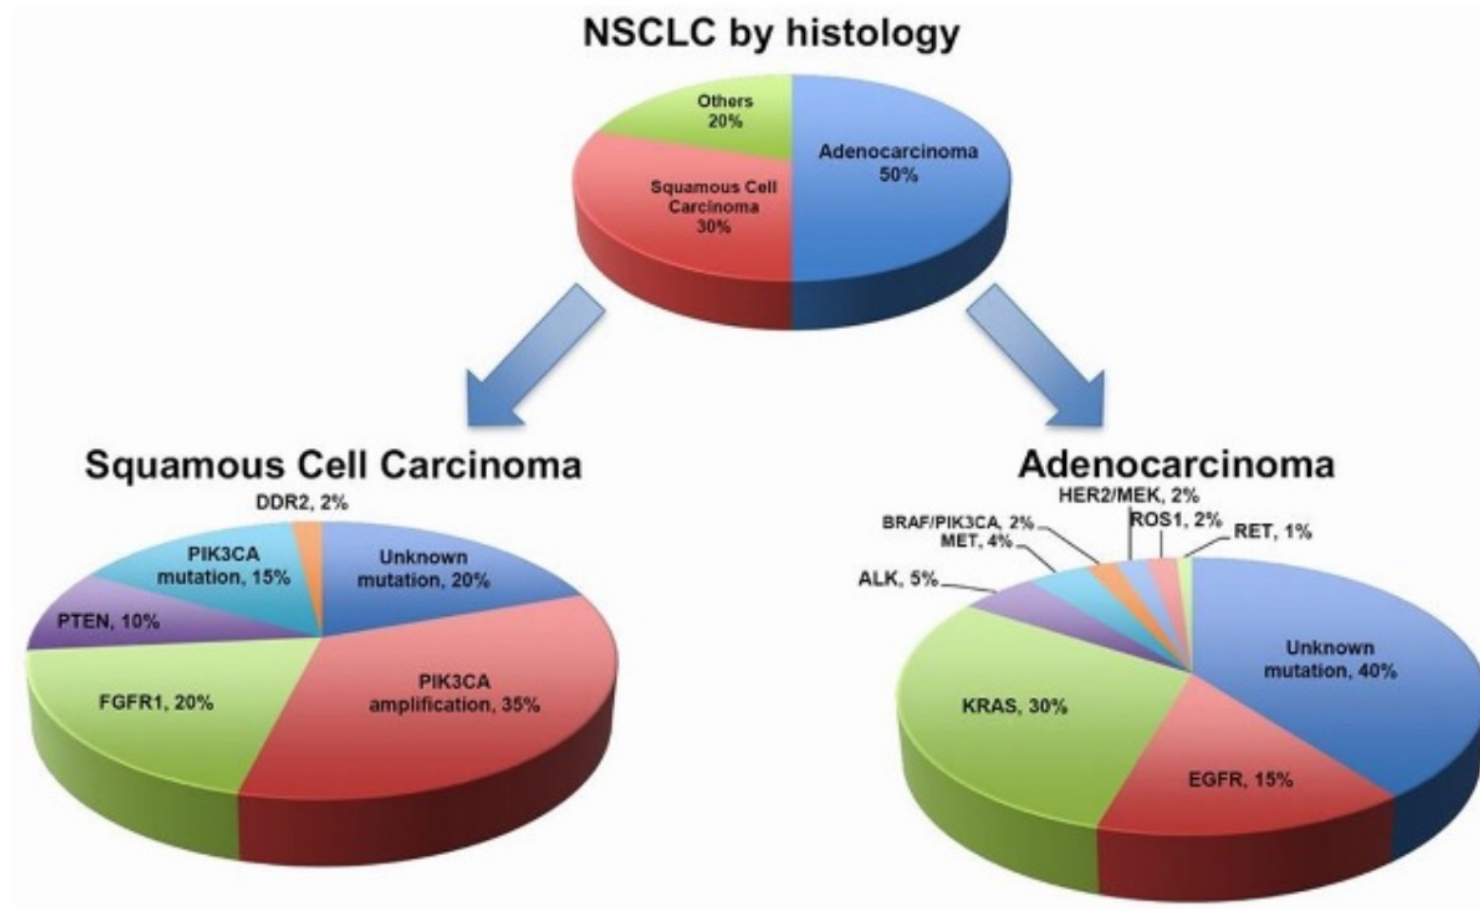 NSCLC by histology
Others
20%
Adenocarcinoma
50%
Squamous Cell
Carcinoma
30%
Squamous Cell Carcinoma
DDR2, 2%
PIK3CA
mutation, 15%
Unknown
mutation, 20%
PTEN, 10%
FGFR1, 20%
PIK3CA
amplification, 35%
Adenocarcinoma
HER2/MEK, 2%
BRAF/PIK3CA, 2%
ROS1, 2%
RET, 1%
MET, 4%
ALK, 5%
Unknown
mutation, 40%
KRAS, 30%
EGFR, 15%